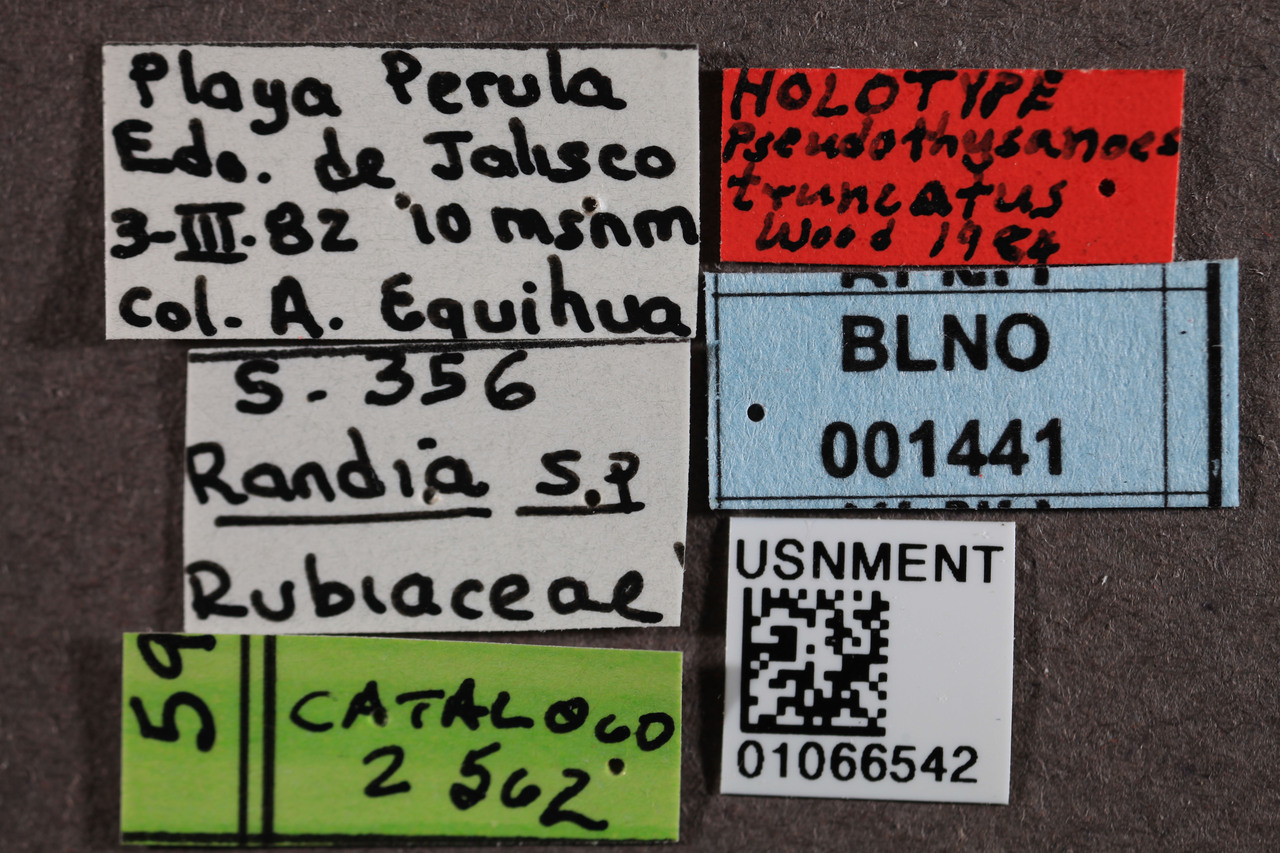 Playa Perula
Edo. de Jalisco
3-III.82 10 msnm
Col. A. Equihua
S-356
Randia sp
Rubiaceae
59
CATALOGO
2 562
HOLOTYPE
Pseudothysanoes
truncatus
Wood 1984
BLNO
001441
USNMENT
01066542